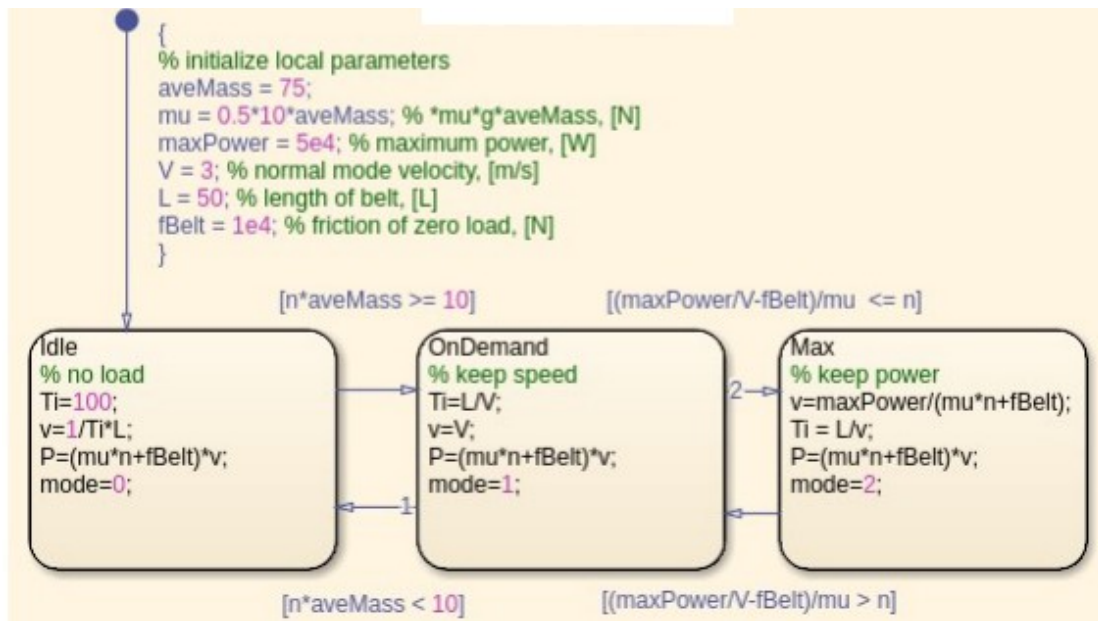 {
% initialize local parameters
aveMass = 75;
mu = 0.5*10*aveMass; % *mu*g*aveMass, [N]
maxPower = 5e4; % maximum power, [W]
V = 3; % normal mode velocity, [m/s]
L = 50; % length of belt, [L]
fBelt = 1e4; % friction of zero load, [N]
}
[n*aveMass >= 10]
[(maxPower/V-fBelt)/mu <= n]
Idle
% no load
Ti=100;
v=1/Ti*L;
P=(mu*n+fBelt)*v;
mode=0;
OnDemand
% keep speed
Ti=L/V;
v=V;
P=(mu*n+fBelt)*v;
mode=1;
Max
% keep power
v=maxPower/(mu*n+fBelt);
Ti = L/v;
P=(mu*n+fBelt)*v;
mode=2;
2
1
[n*aveMass < 10]
[(maxPower/V-fBelt)/mu > n]